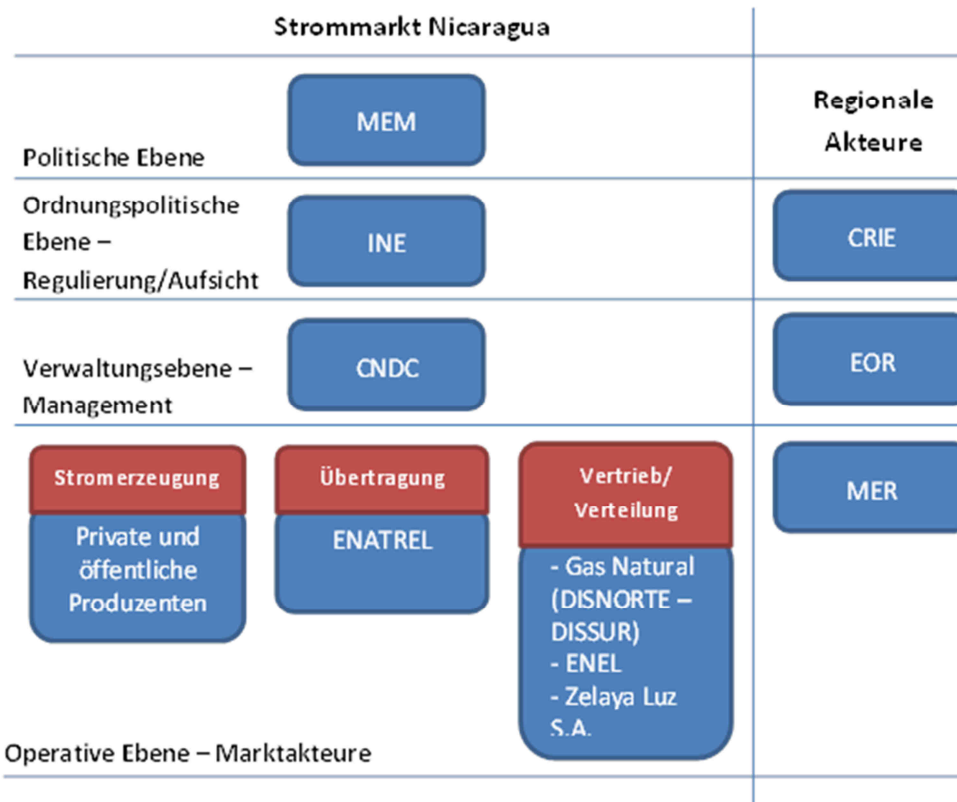 Strommarkt Nicaragua
Regionale
Akteure
MEM
Politische Ebene
Ordnungspolitische
Ebene –
Regulierung/Aufsicht
INE
CRIE
Verwaltungsebene –
Management
CNDC
EOR
Stromerzeugung
Private und
öffentliche
Produzenten
Übertragung
ENATREL
Vertrieb/
Verteilung
- Gas Natural
(DISNORTE –
DISSUR)
- ENEL
- Zelaya Luz
S.A.
MER
Operative Ebene – Marktakteure